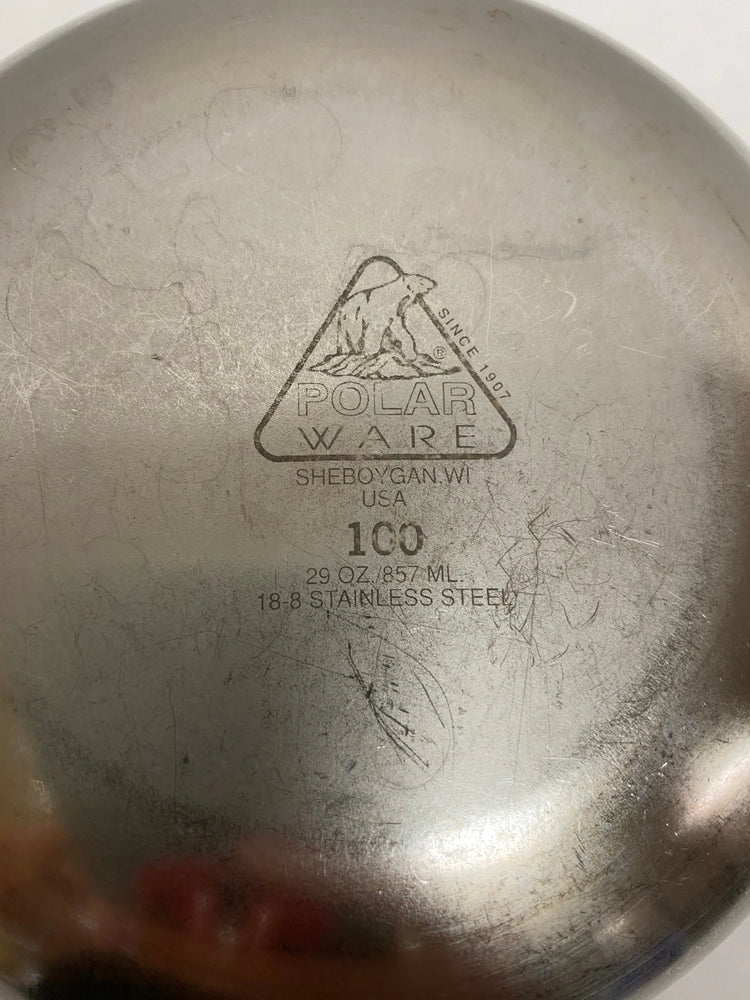 SINCE 1907
®
POLAR
WARE
SHEBOYGAN.WI
USA
100
29 OZ./857 ML.
18-8 STAINLESS STEEL